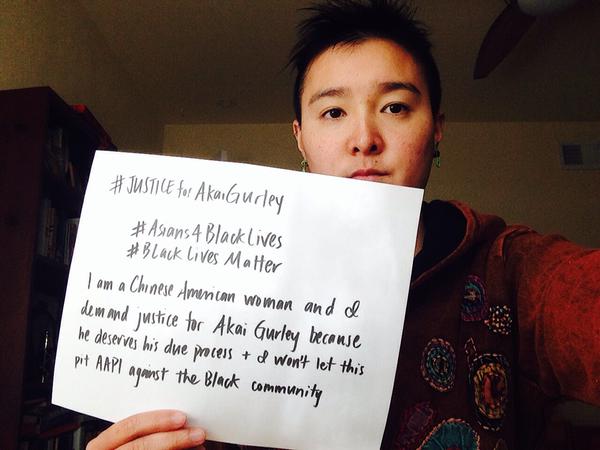 #JUSTICE for AkaiGurley
#Asians4BlackLives
#Black Lives Matter
I am a Chinese American woman and I
demand justice for Akai Gurley because
he deserves his due process + I won't let this
pit AAPI against the Black community